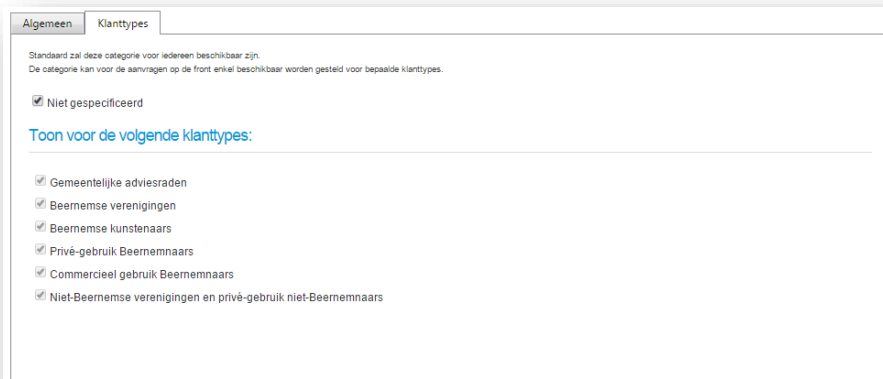 Algemeen Klanttypes
Standaard zal deze categorie voor iedereen beschikbaar zijn.
De categorie kan voor de aanvragen op de front enkel beschikbaar worden gesteld voor bepaalde klanttypes.
Niet gespecificeerd
Toon voor de volgende klanttypes:
Gemeentelijke adviesraden
Beernemse verenigingen
Beernemse kunstenaars
Privé-gebruik Beernemnaars
Commercieel gebruik Beernemnaars
Niet-Beernemse verenigingen en privé-gebruik niet-Beernemnaars